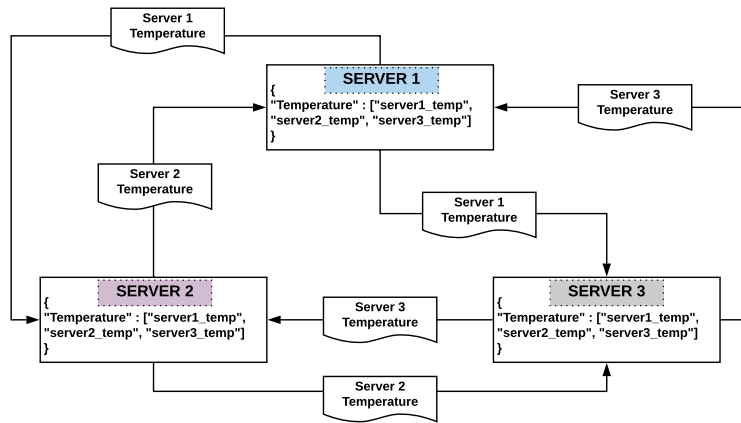 Server 1
Temperature
SERVER 1
{
"Temperature" : ["server1_temp",
"server2_temp", "server3_temp"]
}
Server 3
Temperature
Server 2
Temperature
Server 1
Temperature
SERVER 2
{
"Temperature" : ["server1_temp",
"server2_temp", "server3_temp"]
}
Server 3
Temperature
SERVER 3
{
"Temperature" : ["server1_temp",
"server2_temp", "server3_temp"]
}
Server 2
Temperature